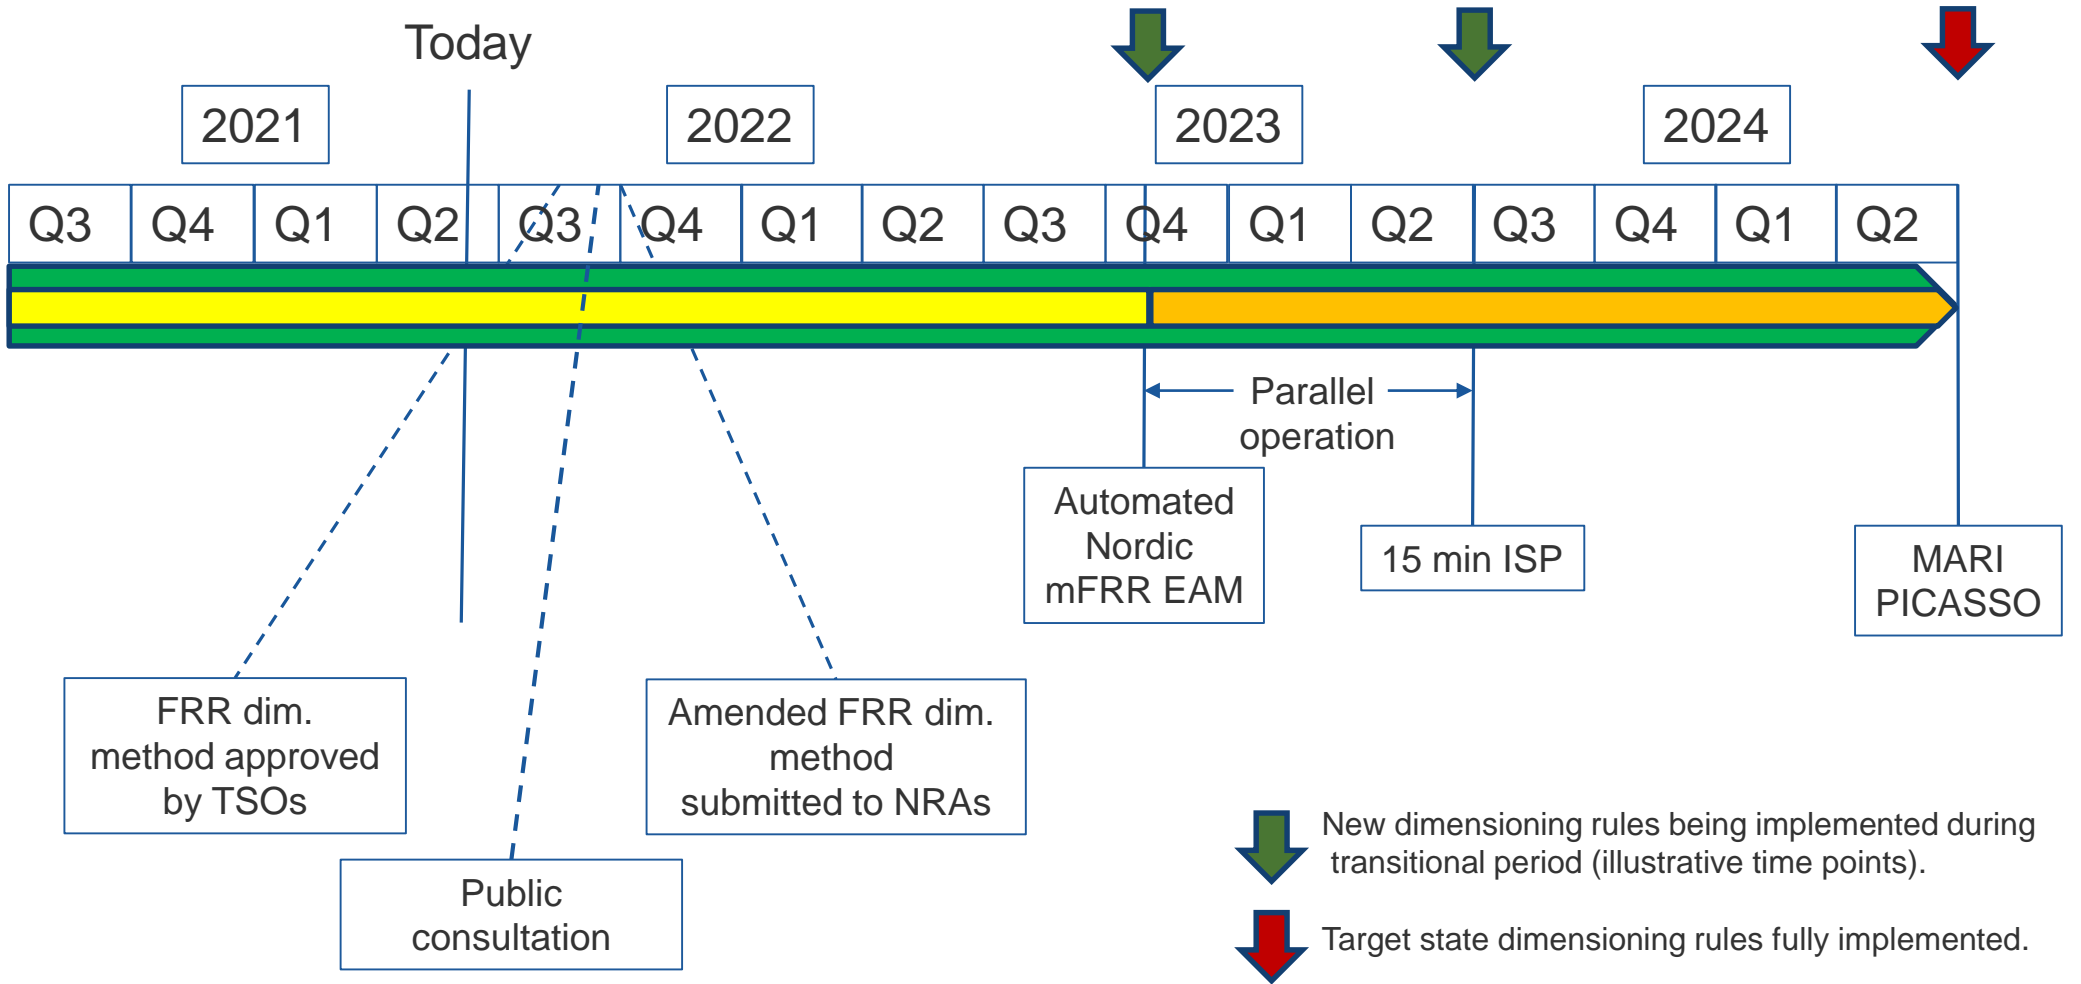 Today
2021
2022
2023
2024
Q3
Q4
Q1
Q2
Q3
Q4
Q1
Q2
Q3
Q4
Q1
Q2
Q3
Q4
Q1
Q2
Parallel
operation
Automated
Nordic
mFRR EAM
15 min ISP
MARI
PICASSO
FRR dim.
method approved
by TSOs
Amended FRR dim.
method
submitted to NRAs
Public
consultation
New dimensioning rules being implemented during
transitional period (illustrative time points).
Target state dimensioning rules fully implemented.